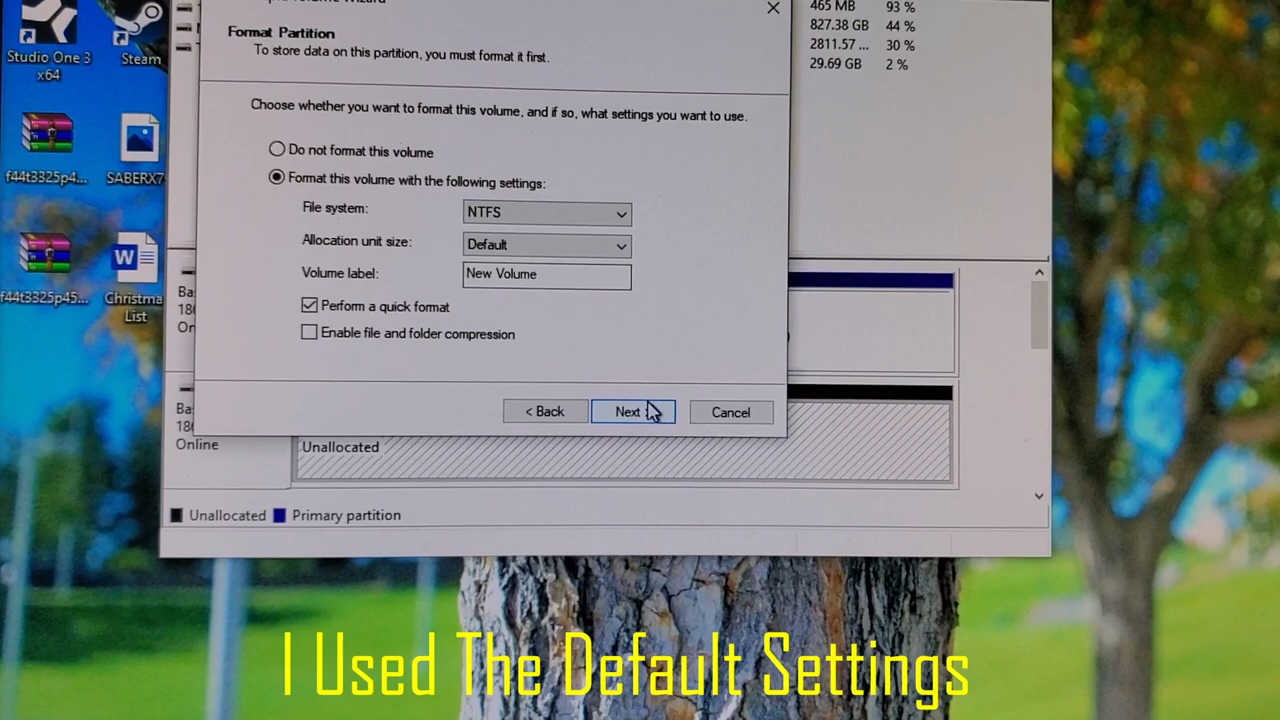 Studio One 3
x64
Steam
f44t3325p4...
SABERX7
f44t3325p45...
Christma
List
Format Partition
To store data on this partition, you must format it first.
Choose whether you want to format this volume, and if so, what settings you want to use.
Do not format this volume
Format this volume with the following settings:
File system:
NTFS
Allocation unit size:
Default
Volume label:
New Volume
Perform a quick format
Enable file and folder compression
< Back
Next
Cancel
465 MB 93 %
827.38 GB 44 %
2811.57 ... 30 %
29.69 GB 2 %
Ba
186
On
Ba
186
Online
Unallocated
Unallocated
Primary partition
I Used The Default Settings